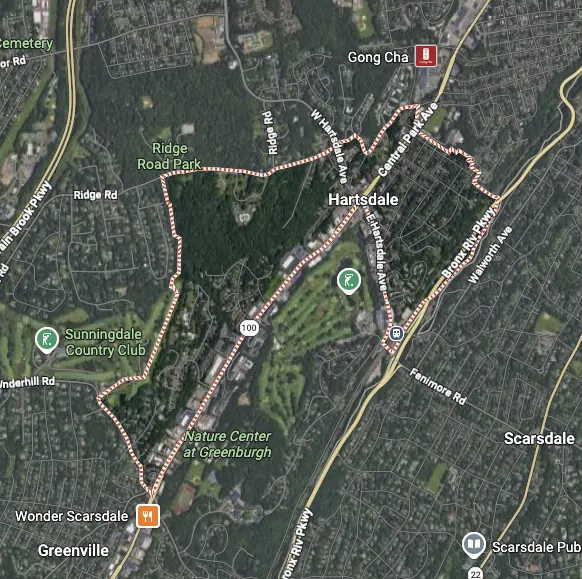 Cemetery
or Rd
Gong Cha
Central Park Ave
W Hartsdale Ave
Ridge Rd
Ridge
Road Park
Ridge Rd
Hartsdale
ain Brook Pkwy
E Hartsdale Ave
Bronx Riv Pkwy
Walworth Ave
Rd
100
Sunningdale
Country Club
Underhill Rd
Fenimore Rd
Nature Center
at Greenburgh
Scarsdale
Wonder Scarsdale
Bronx Riv Pkwy
Greenville
Scarsdale Pub
22